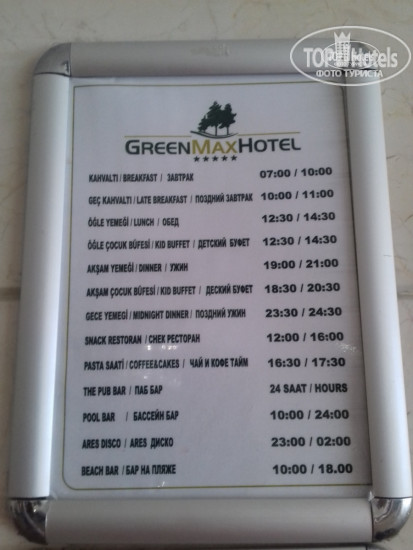 TOPHotels
ФОТО ТУРИСТА
GREENMAXHOTEL
★★★★★
KAHVALTI / BREAKFAST / ЗАВТРАК 07:00 / 10:00
GEÇ KAHVALTI / LATE BREAKFAST / ПОЗДНИЙ ЗАВТРАК 10:00 / 11:00
ÖĞLE YEMEĞİ / LUNCH / ОБЕД 12:30 / 14:30
ÖĞLE ÇOCUK BÜFESİ / KID BUFFET / ДЕТСКИЙ БУФЕТ 12:30 / 14:30
AKŞAM YEMEĞİ / DINNER / УЖИН 19:00 / 21:00
AKŞAM ÇOCUK BÜFESİ / KID BUFFET / ДЕСКИЙ БУФЕТ 18:30 / 20:30
GECE YEMEGİ / MIDNIGHT DINNER / ПОЗДНИЙ УЖИН 23:30 / 24:30
SNACK RESTORAN / СНЕК РЕСТОРАН 12:00 / 16:00
PASTA SAATİ / COFFEE&CAKES / ЧАЙ И КОФЕ ТАЙМ 16:30 / 17:30
THE PUB BAR / ПАБ БАР 24 SAAT / HOURS
POOL BAR / БАССЕЙН БАР 10:00 / 24:00
ARES DISCO / ARES ДИСКО 23:00 / 02:00
BEACH BAR / БАР НА ПЛЯЖЕ 10:00 / 18.00